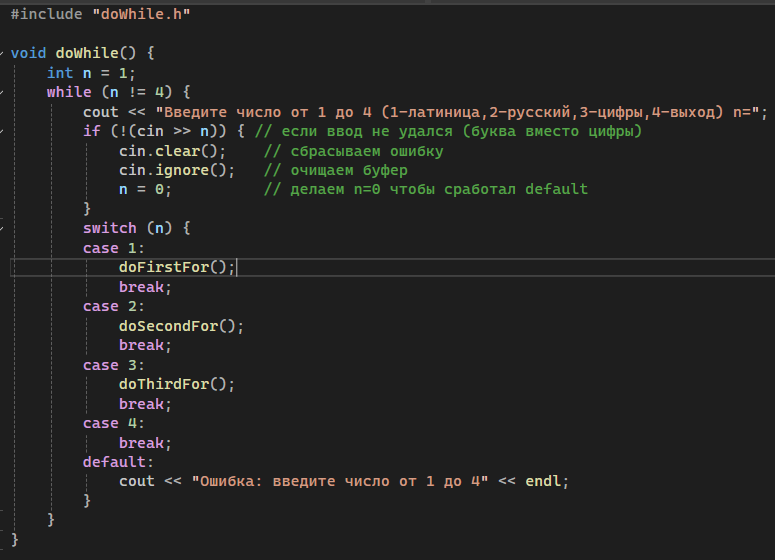 #include "doWhile.h"

void doWhile() {
    int n = 1;
    while (n != 4) {
        cout << "Введите число от 1 до 4 (1-латиница,2-русский,3-цифры,4-выход) n=";
        if (!(cin >> n)) { // если ввод не удался (буква вместо цифры)
            cin.clear();    // сбрасываем ошибку
            cin.ignore();   // очищаем буфер
            n = 0;          // делаем n=0 чтобы сработал default
        }
        switch (n) {
        case 1:
            doFirstFor();
            break;
        case 2:
            doSecondFor();
            break;
        case 3:
            doThirdFor();
            break;
        case 4:
            break;
        default:
            cout << "Ошибка: введите число от 1 до 4" << endl;
        }
    }
}